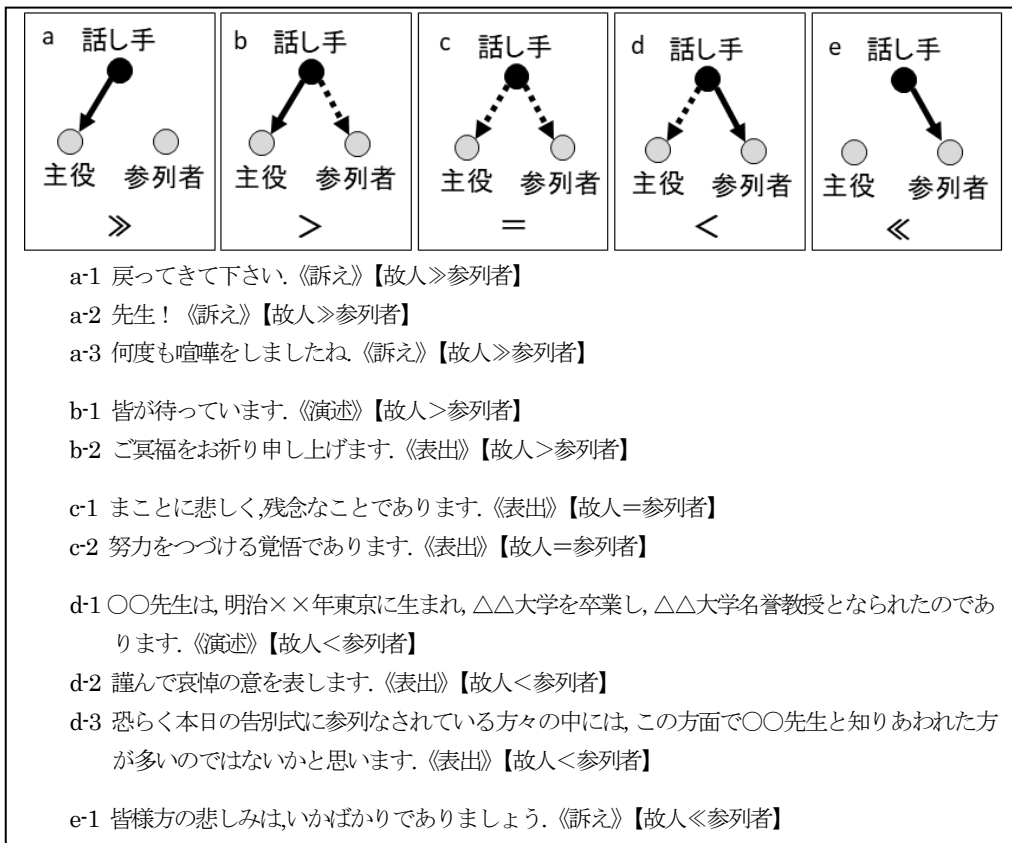 a 話し手
b 話し手
c 話し手
d 話し手
e 話し手
主役 参列者
主役 参列者
主役 参列者
主役 参列者
主役 参列者
≫
>
=
<
≪
a-1 戻ってきて下さい.《訴え》【故人≫参列者】
a-2 先生!《訴え》【故人≫参列者】
a-3 何度も喧嘩をしましたね.《訴え》【故人≫参列者】
b-1 皆が待っています.《演述》【故人>参列者】
b-2 ご冥福をお祈り申し上げます.《表出》【故人>参列者】
c-1 まことに悲しく,残念なことであります.《表出》【故人=参列者】
c-2 努力をつづける覚悟であります.《表出》【故人=参列者】
d-1 〇〇先生は, 明治××年東京に生まれ, △△大学を卒業し, △△大学名誉教授となられたのであ
ります.《演述》【故人<参列者】
d-2 謹んで哀悼の意を表します.《表出》【故人<参列者】
d-3 恐らく本日の告別式に参列なされている方々の中には, この方面で〇〇先生と知りあわれた方
が多いのではないかと思います.《表出》【故人<参列者】
e-1 皆様方の悲しみは,いかばかりでありましょう.《訴え》【故人≪参列者】